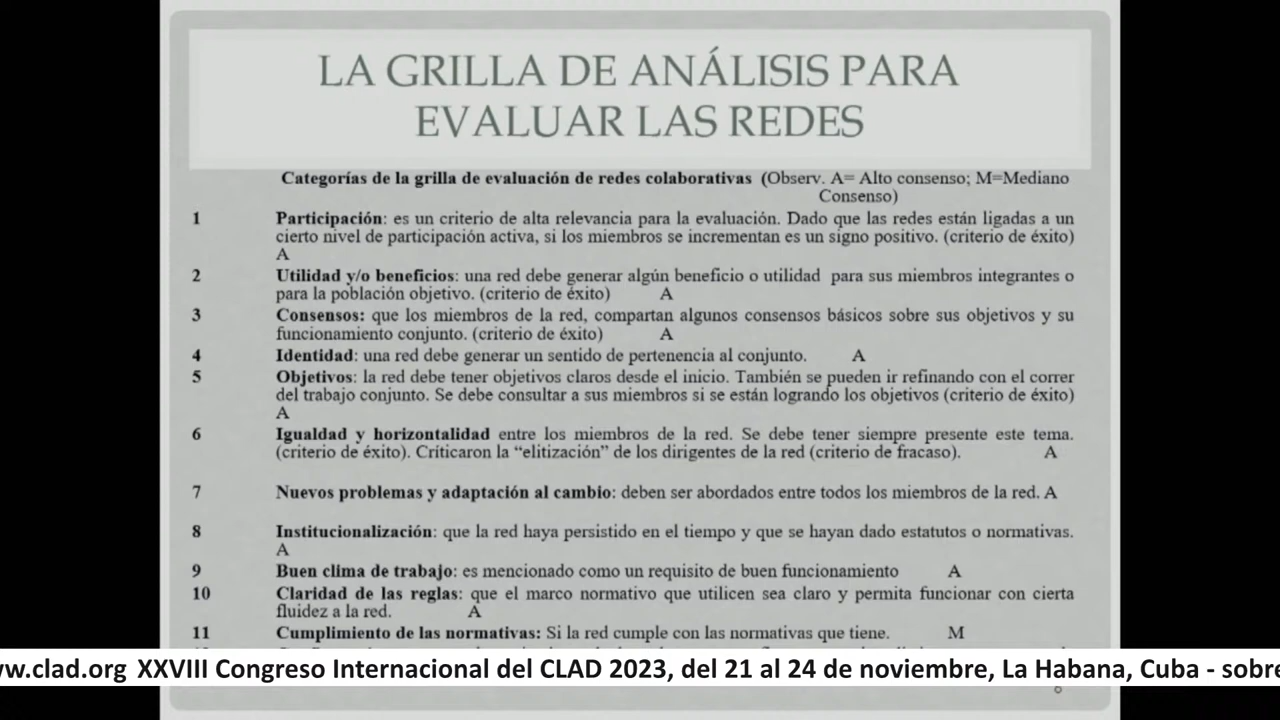 LA GRILLA DE ANÁLISIS PARA
EVALUAR LAS REDES
Categorías de la grilla de evaluación de redes colaborativas (Observ. A= Alto consenso; M=Mediano
Consenso)
1 Participación: es un criterio de alta relevancia para la evaluación. Dado que las redes están ligadas a un
cierto nivel de participación activa, si los miembros se incrementan es un signo positivo. (criterio de éxito)
A
2 Utilidad y/o beneficios: una red debe generar algún beneficio o utilidad para sus miembros integrantes o
para la población objetivo. (criterio de éxito) A
3 Consensos: que los miembros de la red, compartan algunos consensos básicos sobre sus objetivos y su
funcionamiento conjunto. (criterio de éxito) A
4 Identidad: una red debe generar un sentido de pertenencia al conjunto. A
5 Objetivos: la red debe tener objetivos claros desde el inicio. También se pueden ir refinando con el correr
del trabajo conjunto. Se debe consultar a sus miembros si se están logrando los objetivos (criterio de éxito)
A
6 Igualdad y horizontalidad entre los miembros de la red. Se debe tener siempre presente este tema.
(criterio de éxito). Críticaron la “elitización” de los dirigentes de la red (criterio de fracaso). A
7 Nuevos problemas y adaptación al cambio: deben ser abordados entre todos los miembros de la red. A
8 Institucionalización: que la red haya persistido en el tiempo y que se hayan dado estatutos o normativas.
A
9 Buen clima de trabajo: es mencionado como un requisito de buen funcionamiento A
10 Claridad de las reglas: que el marco normativo que utilicen sea claro y permita funcionar con cierta
fluidez a la red. A
11 Cumplimiento de las normativas: Si la red cumple con las normativas que tiene. M
ww.clad.org XXVIII Congreso Internacional del CLAD 2023, del 21 al 24 de noviembre, La Habana, Cuba - sobre